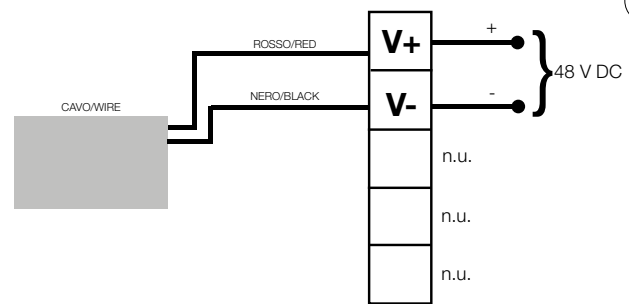 ROSSO/RED
V+
+
48 V DC
CAVO/WIRE
NERO/BLACK
V-
-
n.u.
n.u.
n.u.